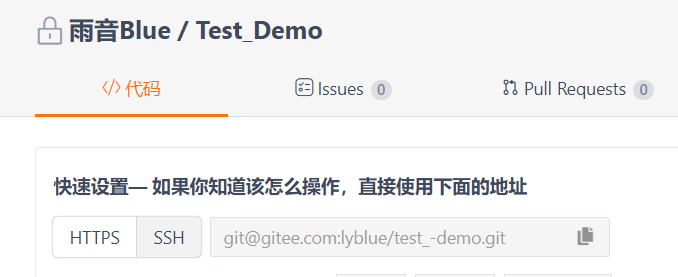 雨音Blue / Test_Demo
代码 Issues 0 Pull Requests 0
快速设置— 如果你知道该怎么操作，直接使用下面的地址
HTTPS SSH git@gitee.com:lyblue/test_-demo.git